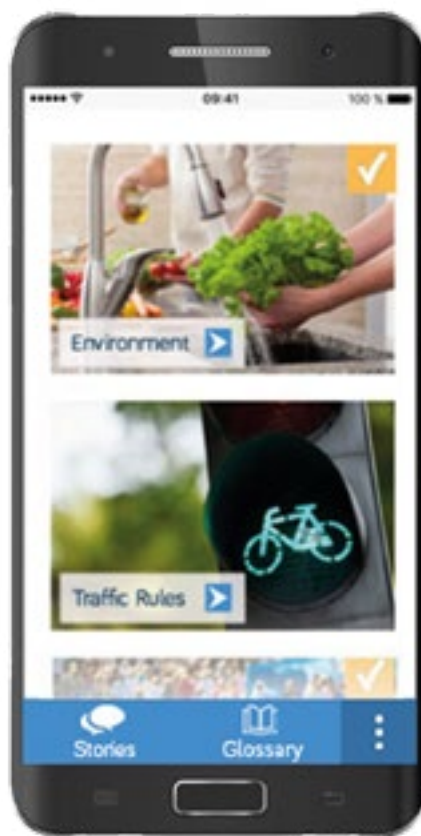 09:41
100 %
Environment
Traffic Rules
Stories
Glossary